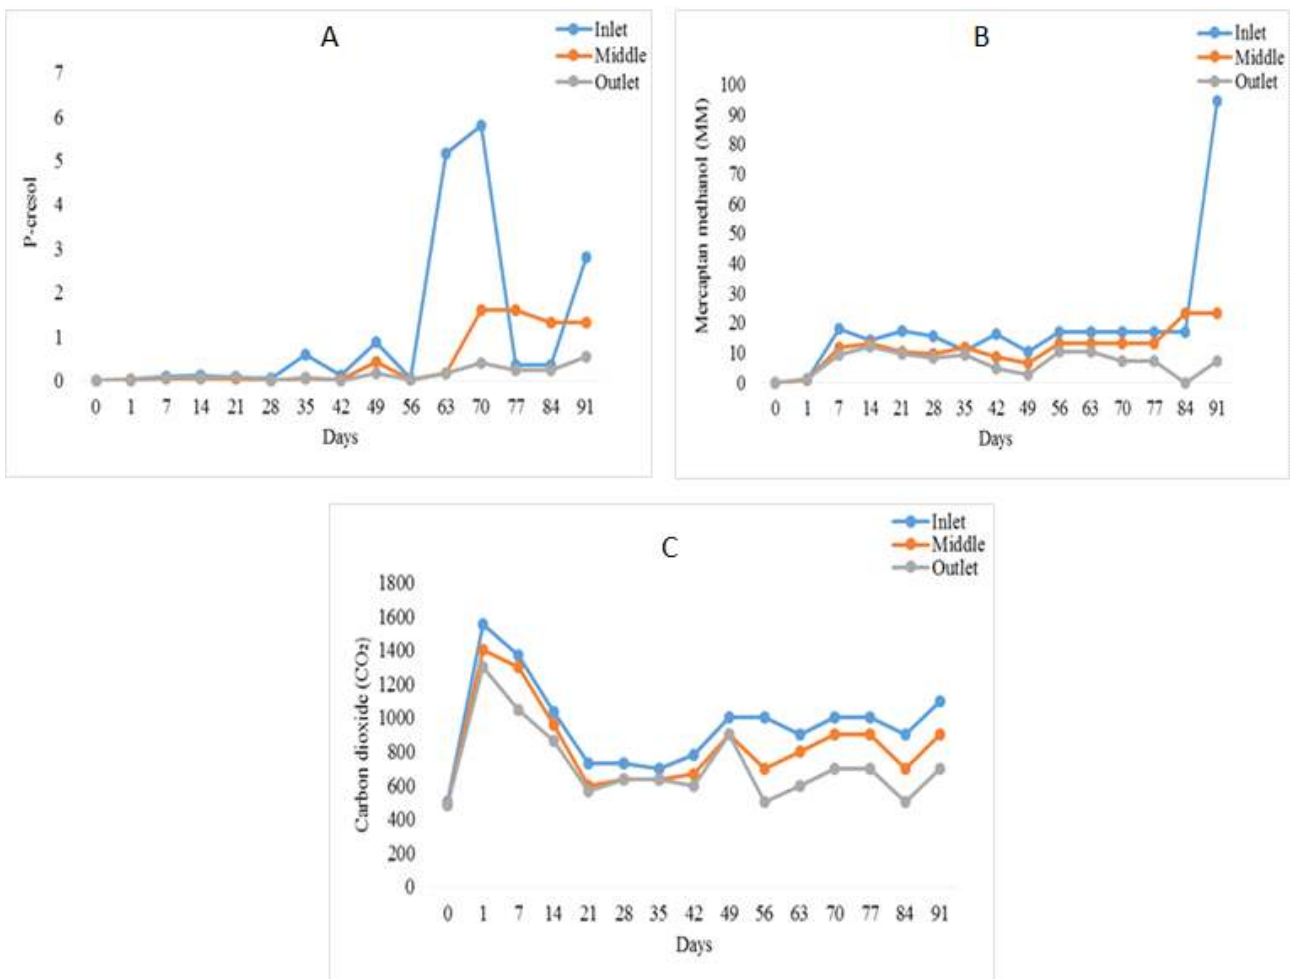 A
Inlet
Middle
Outlet
7
6
5
4
3
2
1
0
P-cresol
0 1 7 14 21 28 35 42 49 56 63 70 77 84 91
Days
B
Inlet
Middle
Outlet
100
90
80
70
60
50
40
30
20
10
0
Mercaptan methanol (MM)
0 1 7 14 21 28 35 42 49 56 63 70 77 84 91
Days
C
Inlet
Middle
Outlet
1800
1600
1400
1200
1000
800
600
400
200
0
Carbon dioxide (CO₂)
0 1 7 14 21 28 35 42 49 56 63 70 77 84 91
Days